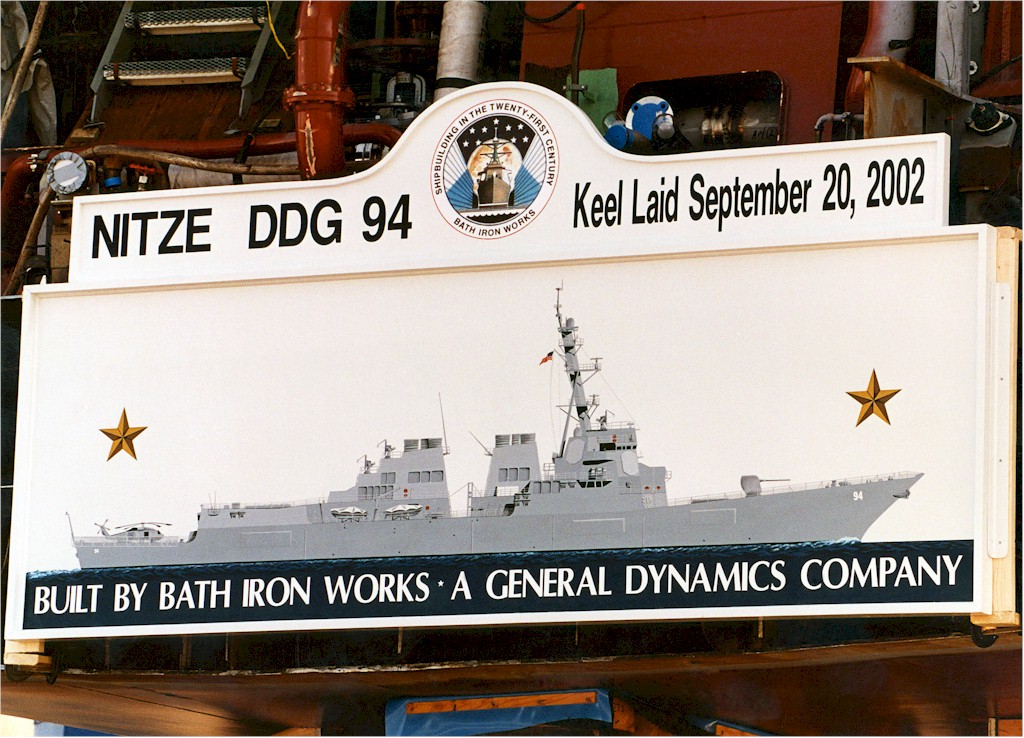 SHIPBUILDING IN THE TWENTY-FIRST CENTURY
BATH IRON WORKS
NITZE DDG 94
Keel Laid September 20, 2002
94
BUILT BY BATH IRON WORKS ★ A GENERAL DYNAMICS COMPANY